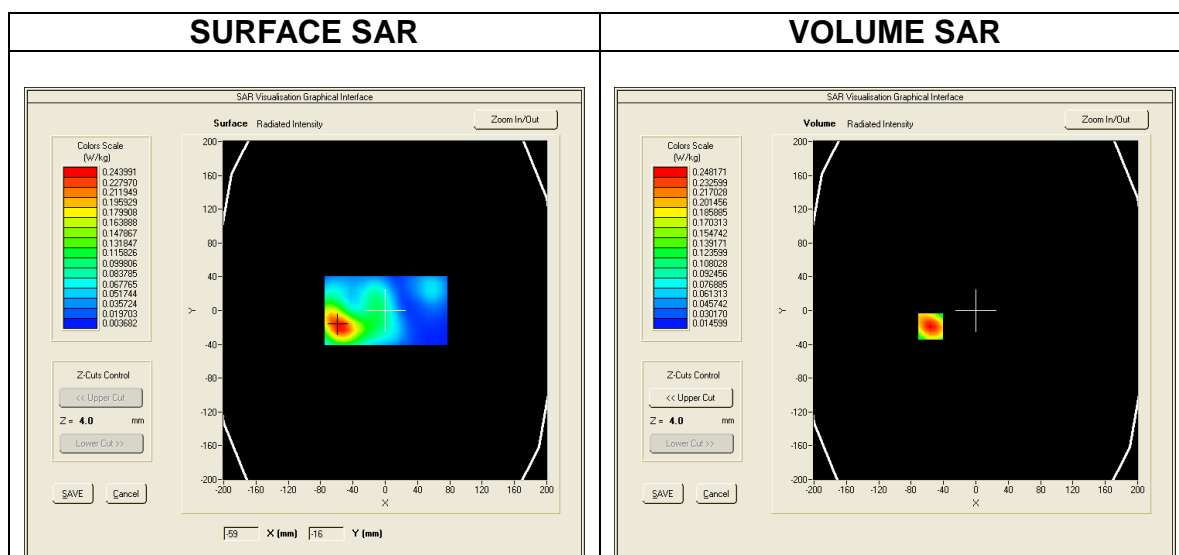 SURFACE SAR
VOLUME SAR
SAR Visualisation Graphical Interface
Surface Radiated Intensity
Zoom In/Out
Colors Scale
(W/kg)
0.243991
0.227970
0.211949
0.195929
0.179908
0.163888
0.147867
0.131847
0.115826
0.099806
0.083785
0.067765
0.051744
0.035724
0.019703
0.003682
200
160
120
80
40
0
-40
-80
-120
-160
-200
Y
-200 -160 -120 -80 -40 0 40 80 120 160 200
X
Z-Cuts Control
<< Upper Cut
Z = 4.0 mm
Lower Cut >>
SAVE Cancel
-59 X (mm) -16 Y (mm)
SAR Visualisation Graphical Interface
Volume Radiated Intensity
Zoom In/Out
Colors Scale
(W/kg)
0.248171
0.232599
0.217028
0.201456
0.185885
0.170313
0.154742
0.139171
0.123599
0.108028
0.092456
0.076885
0.061313
0.045742
0.030170
0.014599
200
160
120
80
40
0
-40
-80
-120
-160
-200
Y
-200 -160 -120 -80 -40 0 40 80 120 160 200
X
Z-Cuts Control
<< Upper Cut
Z = 4.0 mm
Lower Cut >>
SAVE Cancel